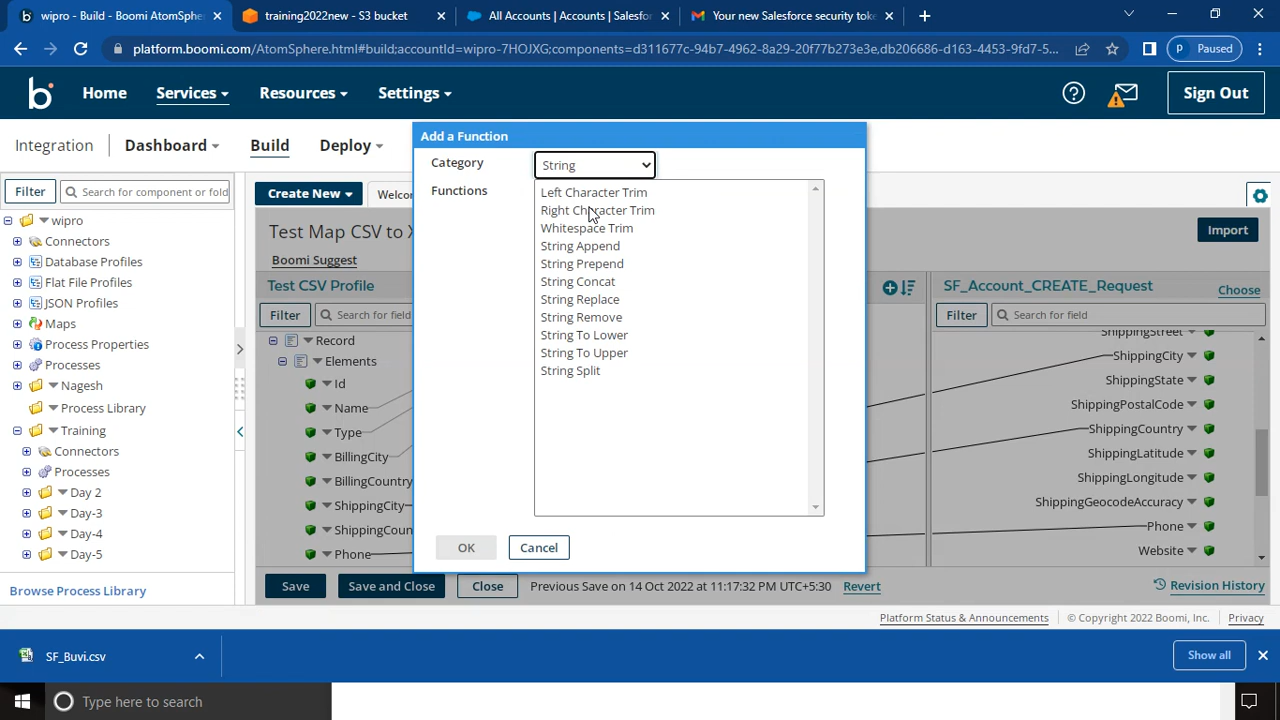 wipro - Build - Boomi AtomSphe
training2022new - S3 bucket
All Accounts | Accounts | Salesfor
Your new Salesforce security toke
platform.boomi.com/AtomSphere.html#build;accountId=wipro-7HOJXG;components=d311677c-94b7-4962-8a29-20f77b273e3e,db206686-d163-4453-9fd7-5...
P Paused
b Home Services Resources Settings Sign Out
Integration Dashboard Build Deploy
Filter Search for component or folder
wipro
Connectors
Database Profiles
Flat File Profiles
JSON Profiles
Maps
Process Properties
Processes
Nagesh
Process Library
Training
Connectors
Processes
Day 2
Day-3
Day-4
Day-5
Browse Process Library
Create New Welcon
Test Map CSV to X
Import
Boomi Suggest
Test CSV Profile
Filter Search for field
Record
Elements
Id
Name
Type
BillingCity
BillingCountry
ShippingCity
ShippingCoun
Phone
Add a Function
Category String
Functions
Left Character Trim
Right Character Trim
Whitespace Trim
String Append
String Prepend
String Concat
String Replace
String Remove
String To Lower
String To Upper
String Split
OK Cancel
SF_Account_CREATE_Request Choose
Filter Search for field
ShippingStreet
ShippingCity
ShippingState
ShippingPostalCode
ShippingCountry
ShippingLatitude
ShippingLongitude
ShippingGeocodeAccuracy
Phone
Website
Save Save and Close Close Previous Save on 14 Oct 2022 at 11:17:32 PM UTC+5:30 Revert Revision History
Platform Status & Announcements © Copyright 2022 Boomi, Inc. Privacy
SF_Buvi.csv Show all
Type here to search